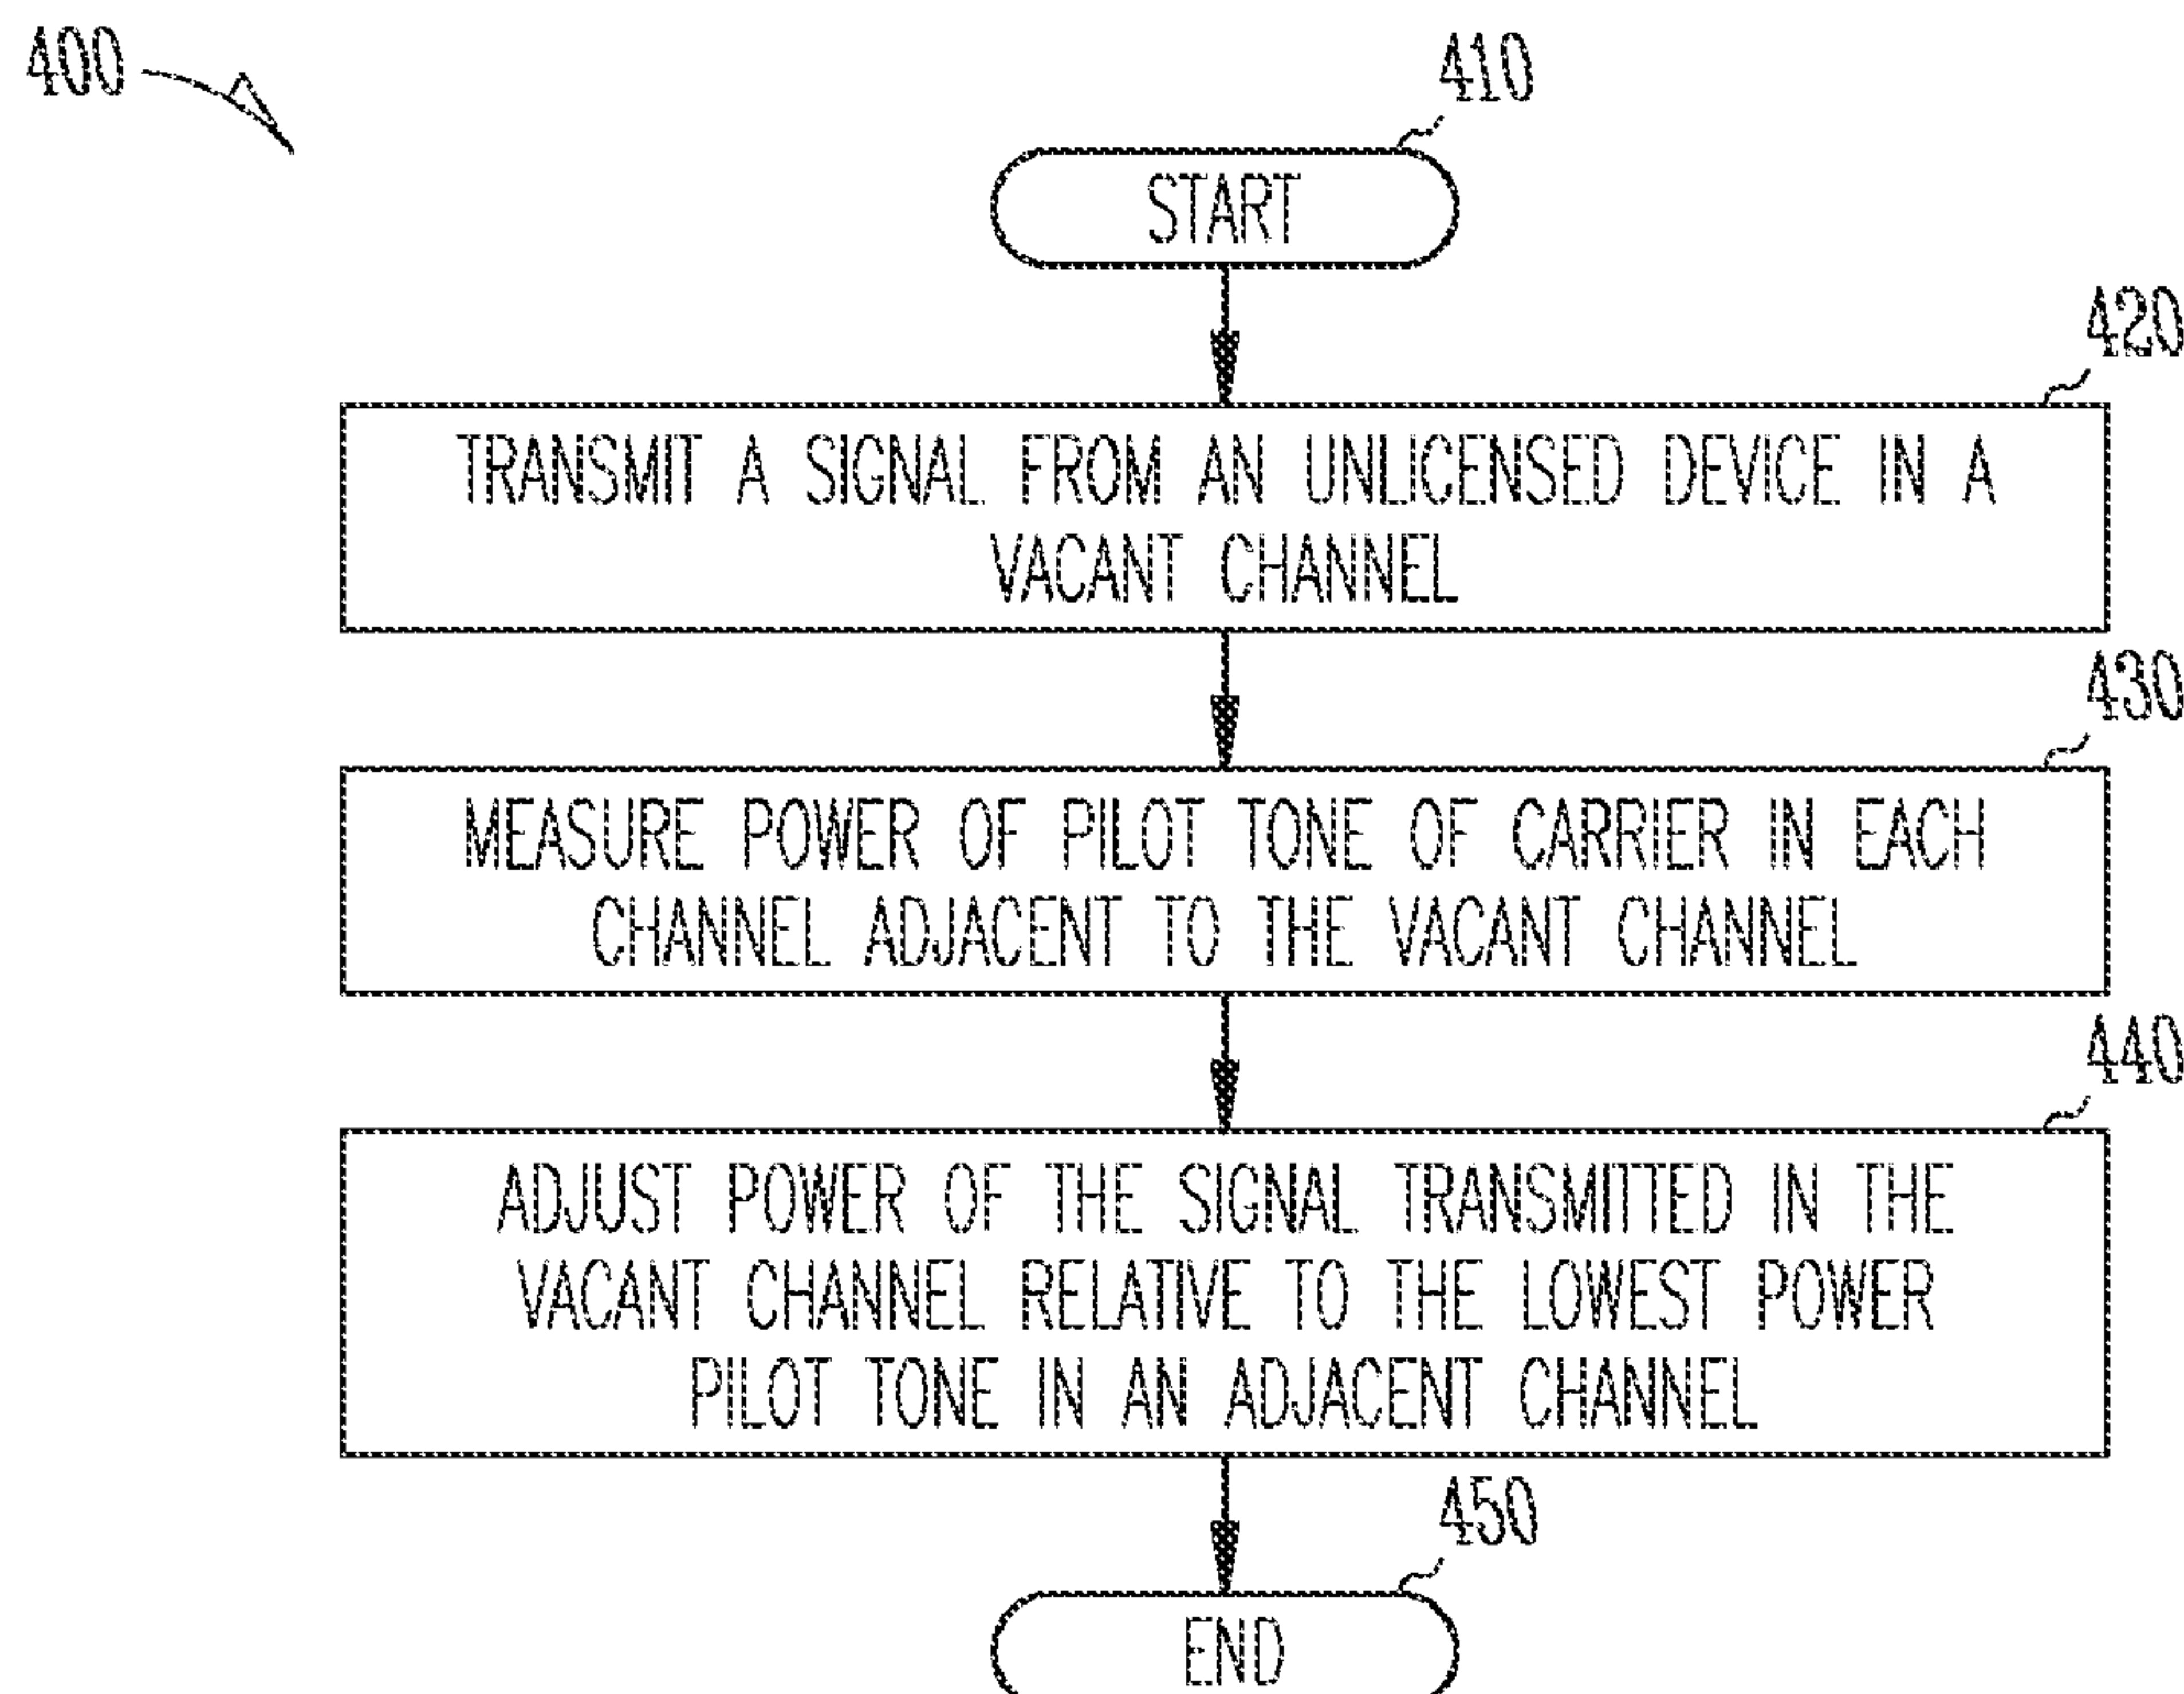 400
410
START
420
TRANSMIT A SIGNAL FROM AN UNLICENSED DEVICE IN A
VACANT CHANNEL
430
MEASURE POWER OF PILOT TONE OF CARRIER IN EACH
CHANNEL ADJACENT TO THE VACANT CHANNEL
440
ADJUST POWER OF THE SIGNAL TRANSMITTED IN THE
VACANT CHANNEL RELATIVE TO THE LOWEST POWER
PILOT TONE IN AN ADJACENT CHANNEL
450
END